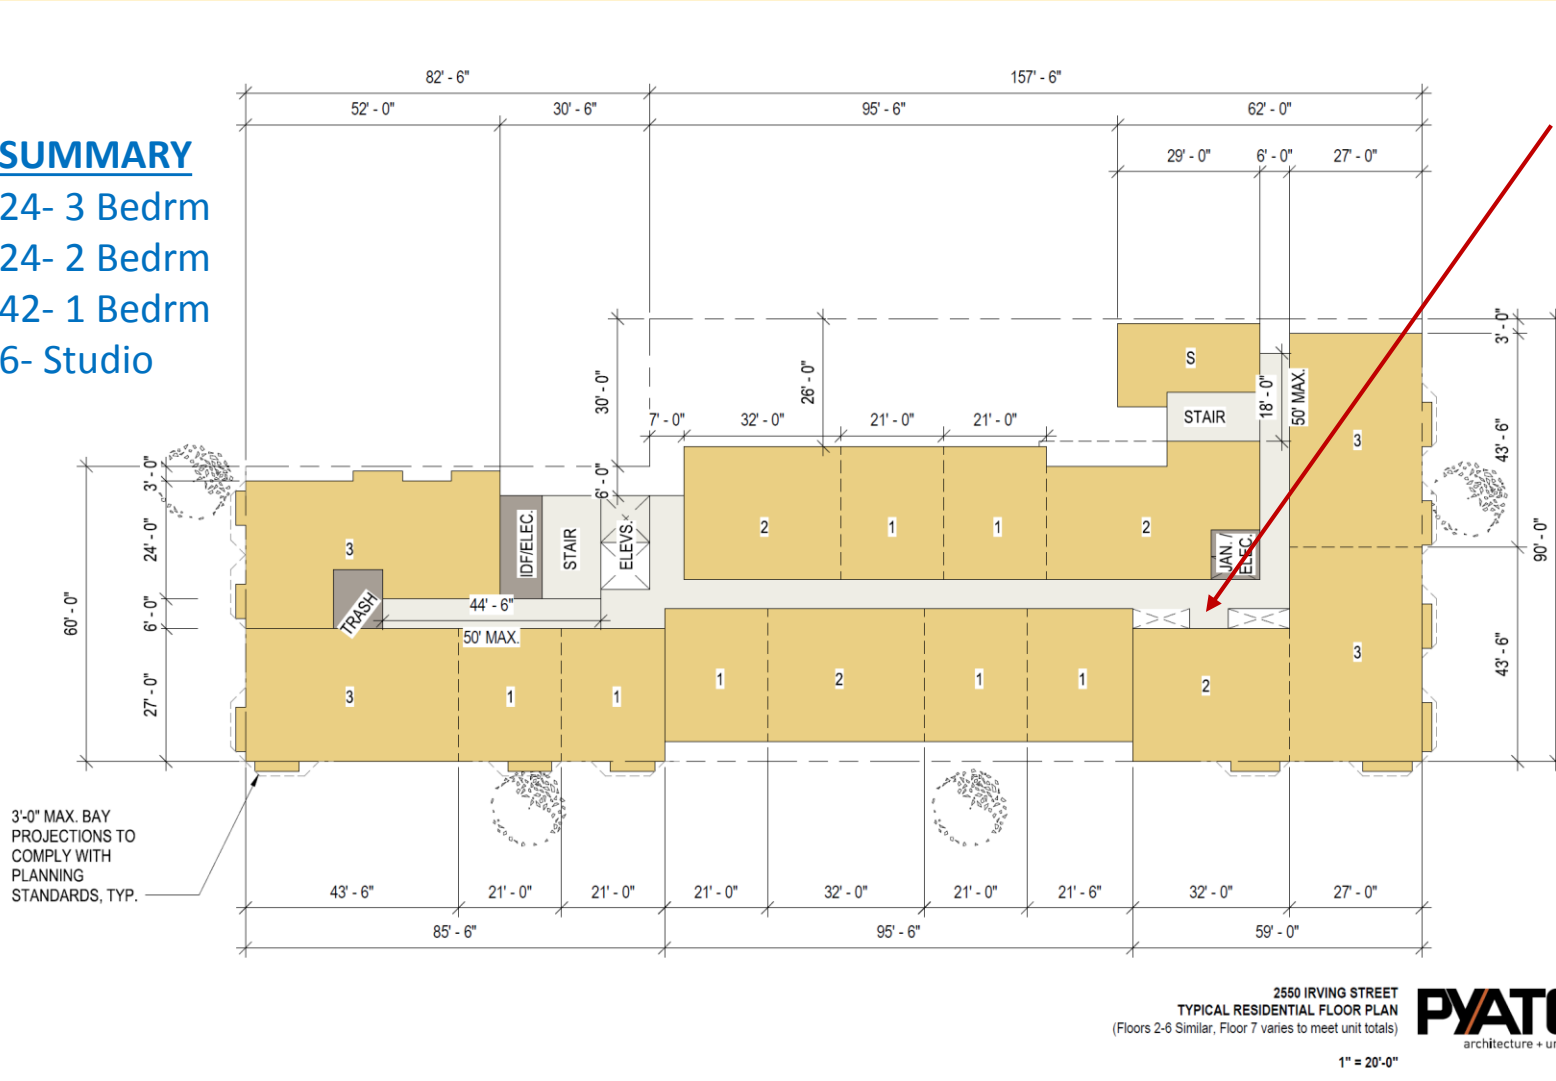 82' - 6"
157' - 6"
52' - 0"
30' - 6"
95' - 6"
62' - 0"
29' - 0"
6' - 0"
27' - 0"
SUMMARY
24- 3 Bedrm
24- 2 Bedrm
42- 1 Bedrm
6- Studio
30' - 0"
26' - 0"
7' - 0"
32' - 0"
21' - 0"
21' - 0"
S
STAIR
18' - 0"
50' MAX.
3' - 0"
43' - 6"
90' - 0"
43' - 6"
3
3
60' - 0"
3' - 0"
24' - 0"
6' - 0"
27' - 0"
3
TRASH
IDF/ELEC.
STAIR
6' - 0"
ELEVS.
44' - 6"
50' MAX.
2
1
1
2
JAN. /
ELEC.
3
1
1
1
2
1
1
2
3'-0" MAX. BAY
PROJECTIONS TO
COMPLY WITH
PLANNING
STANDARDS, TYP.
43' - 6"
21' - 0"
21' - 0"
21' - 0"
32' - 0"
21' - 0"
21' - 6"
32' - 0"
27' - 0"
85' - 6"
95' - 6"
59' - 0"
2550 IRVING STREET
TYPICAL RESIDENTIAL FLOOR PLAN
(Floors 2-6 Similar, Floor 7 varies to meet unit totals)
1" = 20'-0"
PYATO
architecture + ur